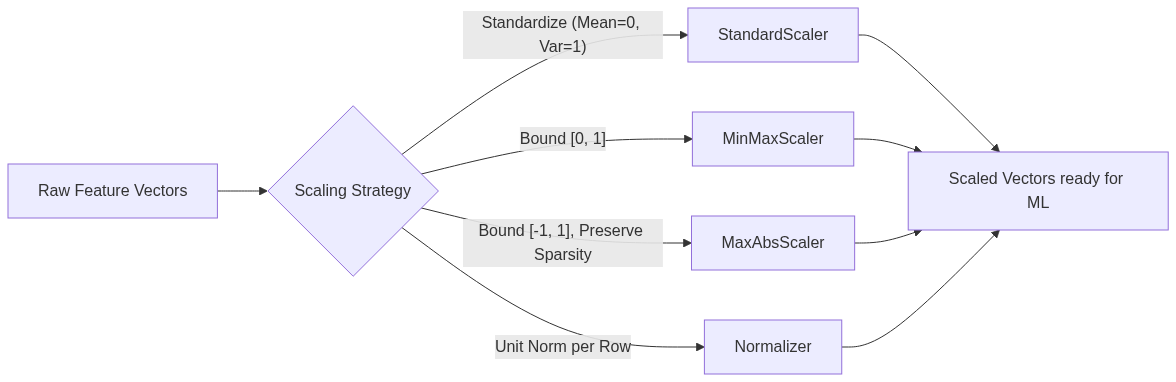 Raw Feature Vectors
Scaling Strategy
Standardize (Mean=0,
Var=1)
Bound [0, 1]
Bound [-1, 1], Preserve
Sparsity
Unit Norm per Row
StandardScaler
MinMaxScaler
MaxAbsScaler
Normalizer
Scaled Vectors ready for
ML